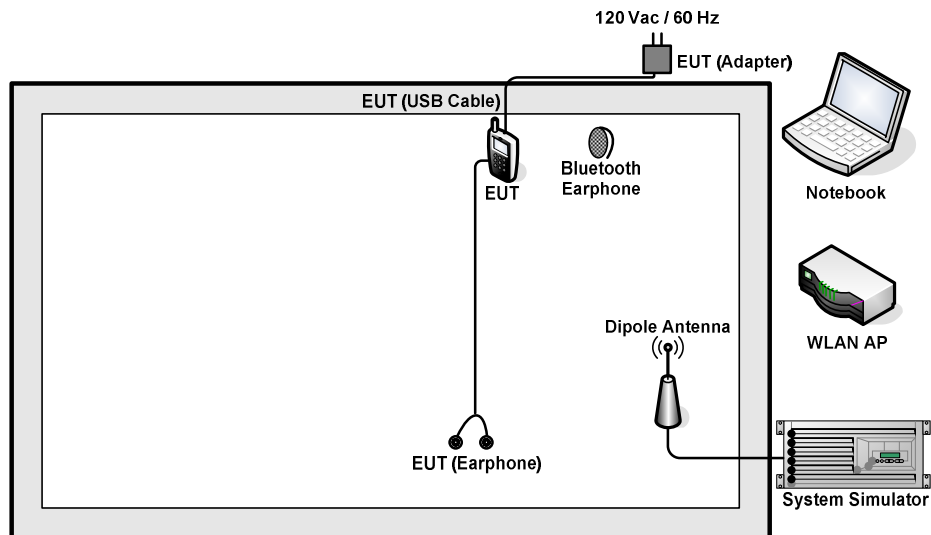 120 Vac / 60 Hz
EUT (Adapter)
EUT (USB Cable)
EUT
Bluetooth
Earphone
Notebook
Dipole Antenna
WLAN AP
EUT (Earphone)
System Simulator